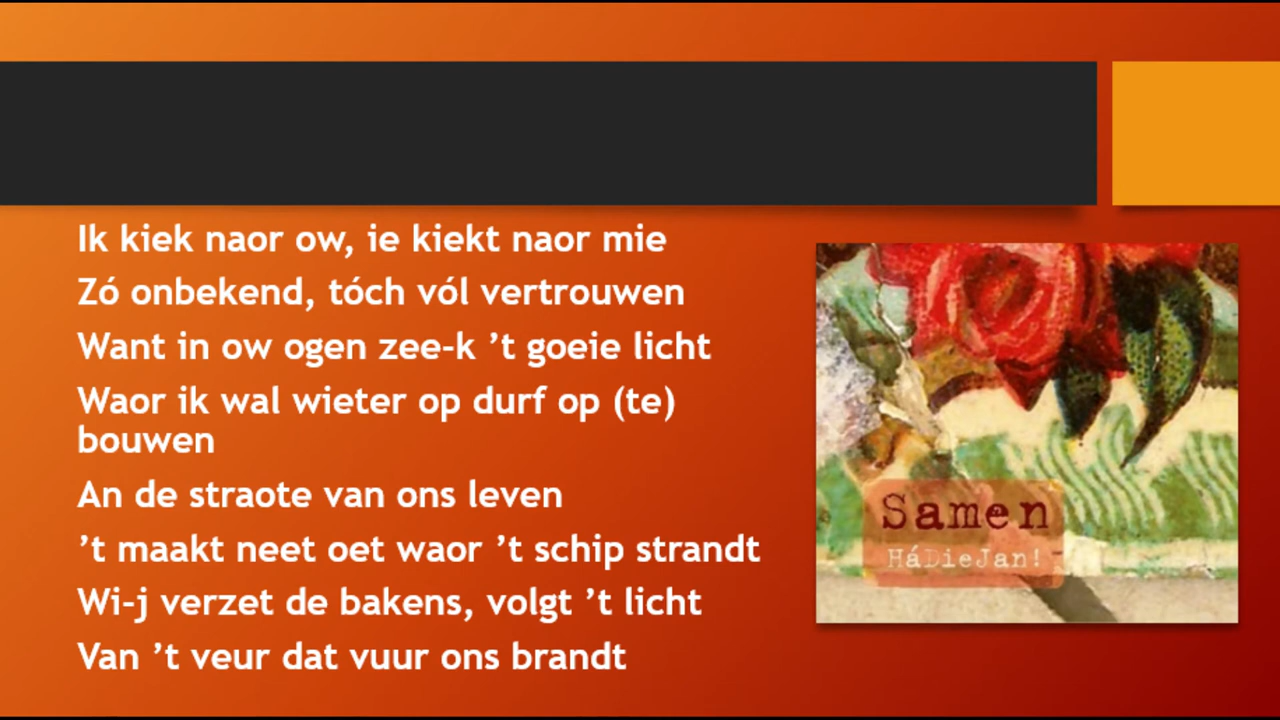 Ik kiek naor ow, ie kiekt naor mie
Zó onbekend, tóch vól vertrouwen
Want in ow ogen zee-k ’t goeie licht
Waor ik wal wieter op durf op (te)
bouwen
An de straote van ons leven
’t maakt neet oet waor ’t schip strandt
Wi-j verzet de bakens, volgt ’t licht
Van ’t veur dat vuur ons brandt
Samen
HáDieJan!